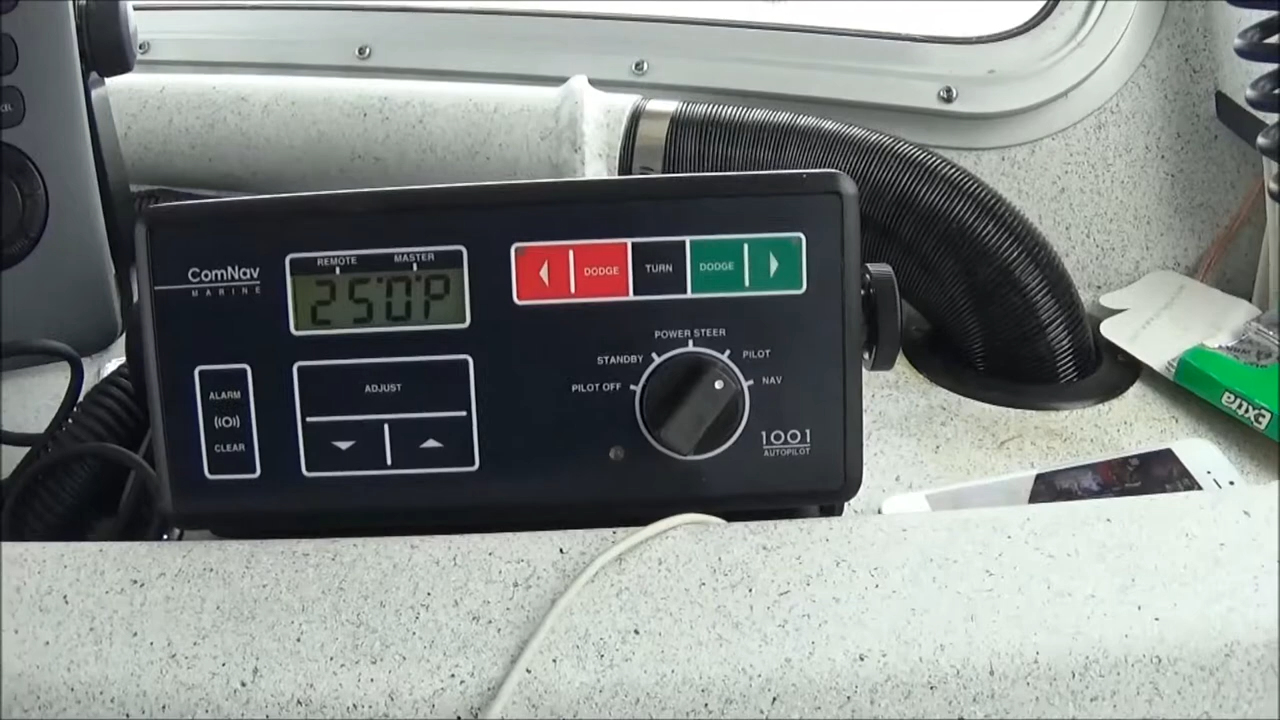 ComNav
MARINE
REMOTE MASTER
250P
DODGE TURN DODGE
ADJUST
ALARM
CLEAR
POWER STEER
STANDBY
PILOT
PILOT OFF
NAV
1001
AUTOPILOT
Extra